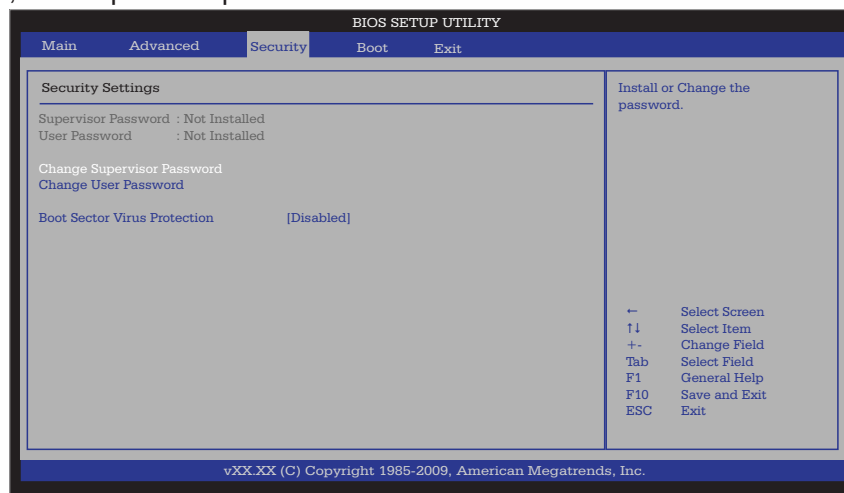 BIOS SETUP UTILITY
Main Advanced Security Boot Exit
Security Settings
Supervisor Password : Not Installed
User Password : Not Installed
Change Supervisor Password
Change User Password
Boot Sector Virus Protection [Disabled]
Install or Change the
password.
← Select Screen
↑↓ Select Item
+- Change Field
Tab Select Field
F1 General Help
F10 Save and Exit
ESC Exit
vXX.XX (C) Copyright 1985-2009, American Megatrends, Inc.